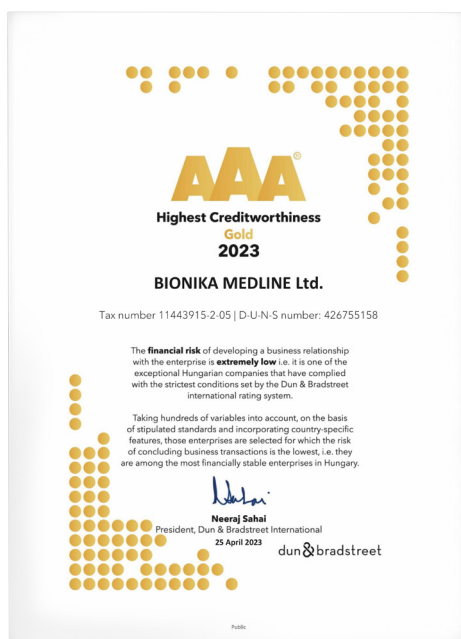 AAA®
Highest Creditworthiness
Gold
2023
BIONIKA MEDLINE Ltd.
Tax number 11443915-2-05 | D-U-N-S number: 426755158
The financial risk of developing a business relationship
with the enterprise is extremely low i.e. it is one of the
exceptional Hungarian companies that have complied
with the strictest conditions set by the Dun & Bradstreet
international rating system.
Taking hundreds of variables into account, on the basis
of stipulated standards and incorporating country-specific
features, those enterprises are selected for which the risk
of concluding business transactions is the lowest, i.e. they
are among the most financially stable enterprises in Hungary.
Neeraj Sahai
President, Dun & Bradstreet International
25 April 2023
dun & bradstreet
Public